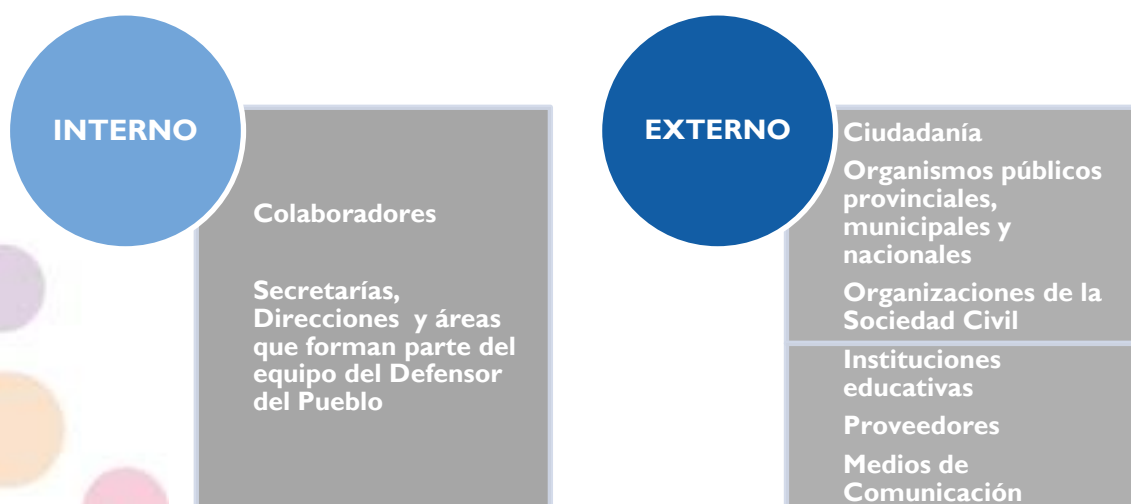 INTERNO
Colaboradores
Secretarías,
Direcciones y áreas
que forman parte del
equipo del Defensor
del Pueblo
EXTERNO
Ciudadanía
Organismos públicos
provinciales,
municipales y
nacionales
Organizaciones de la
Sociedad Civil
Instituciones
educativas
Proveedores
Medios de
Comunicación